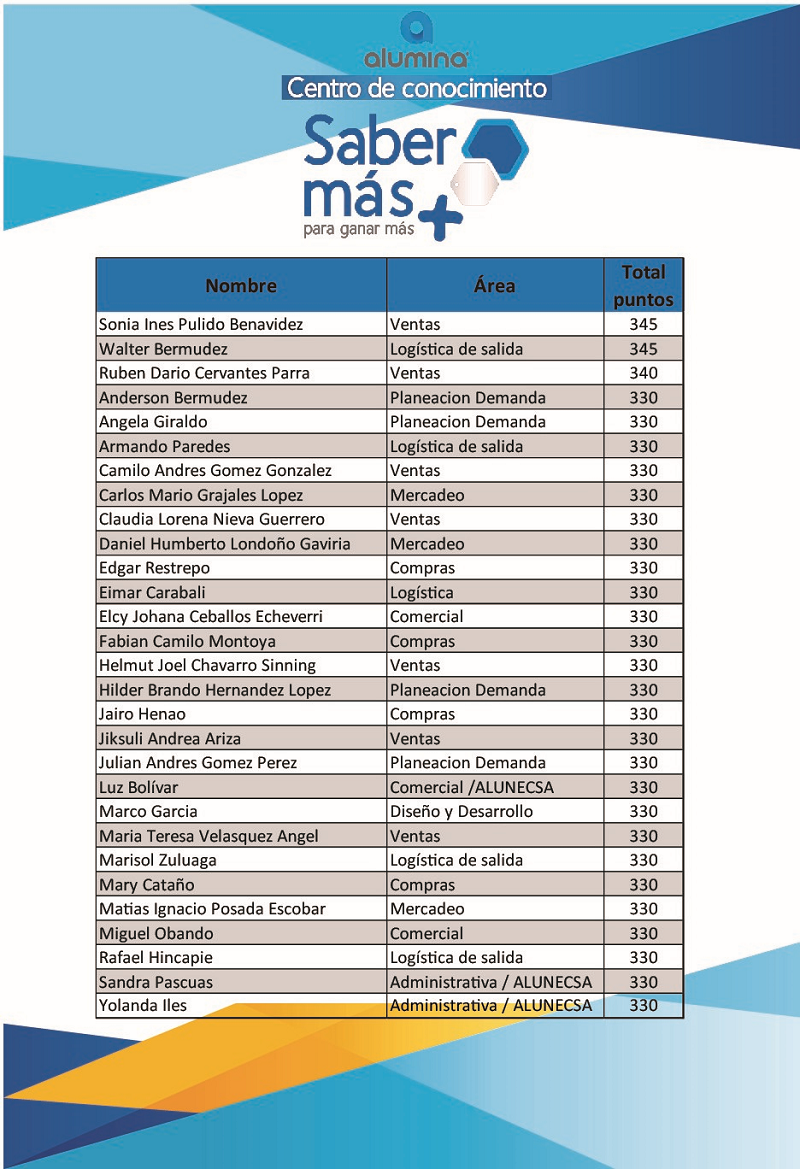 alumina
Centro de conocimiento
Saber
más +
para ganar más
Nombre Área Total puntos
Sonia Ines Pulido Benavidez Ventas 345
Walter Bermudez Logística de salida 345
Ruben Dario Cervantes Parra Ventas 340
Anderson Bermudez Planeacion Demanda 330
Angela Giraldo Planeacion Demanda 330
Armando Paredes Logística de salida 330
Camilo Andres Gomez Gonzalez Ventas 330
Carlos Mario Grajales Lopez Mercadeo 330
Claudia Lorena Nieva Guerrero Ventas 330
Daniel Humberto Londoño Gaviria Mercadeo 330
Edgar Restrepo Compras 330
Eimar Carabali Logística 330
Elcy Johana Ceballos Echeverri Comercial 330
Fabian Camilo Montoya Compras 330
Helmut Joel Chavarro Sinning Ventas 330
Hilder Brando Hernandez Lopez Planeacion Demanda 330
Jairo Henao Compras 330
Jiksuli Andrea Ariza Ventas 330
Julian Andres Gomez Perez Planeacion Demanda 330
Luz Bolívar Comercial /ALUNECSA 330
Marco Garcia Diseño y Desarrollo 330
Maria Teresa Velasquez Angel Ventas 330
Marisol Zuluaga Logística de salida 330
Mary Cataño Compras 330
Matias Ignacio Posada Escobar Mercadeo 330
Miguel Obando Comercial 330
Rafael Hincapie Logística de salida 330
Sandra Pascuas Administrativa / ALUNECSA 330
Yolanda Iles Administrativa / ALUNECSA 330